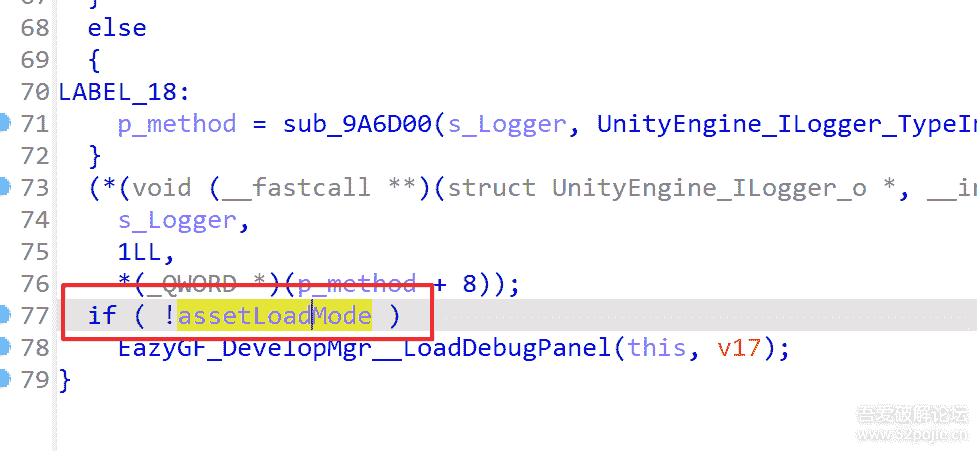 67 }
68 else
69 {
70 LABEL_18:
71 p_method = sub_9A6D00(s_Logger, UnityEngine_ILogger_TypeIn
72 }
73 (*(void (__fastcall **)(struct UnityEngine_ILogger_o *, __in
74 s_Logger,
75 1LL,
76 *(_QWORD *)(p_method + 8));
77 if ( !assetLoadMode )
78 EazyGF_DevelopMgr__LoadDebugPanel(this, v17);
79 }
吾爱破解论坛
www.52pojie.cn